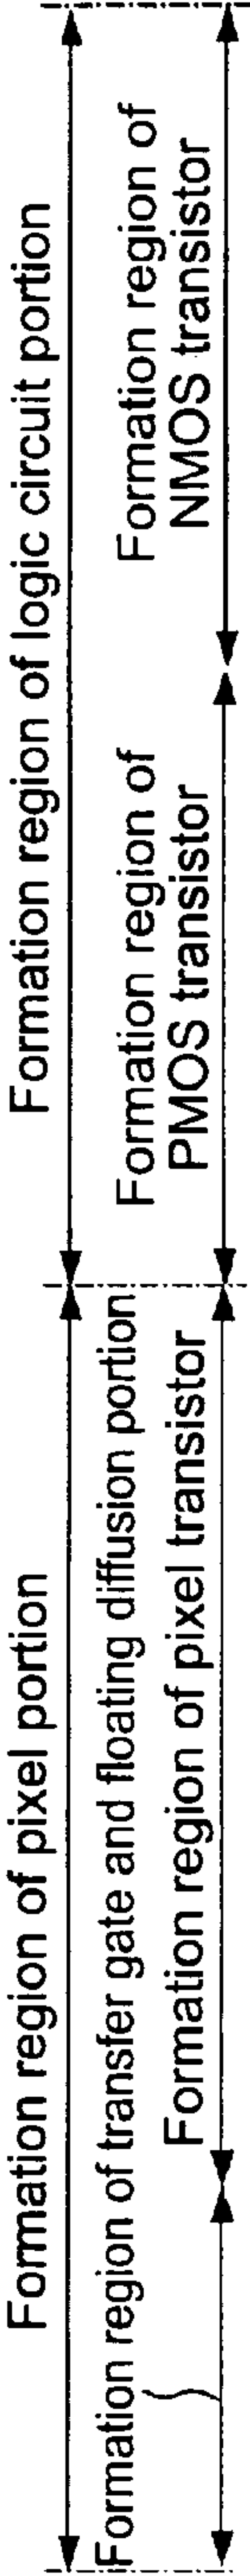 Formation region of pixel portion
Formation region of logic circuit portion
Formation region of transfer gate and floating diffusion portion
Formation region of pixel transistor
Formation region of
PMOS transistor
Formation region of
NMOS transistor